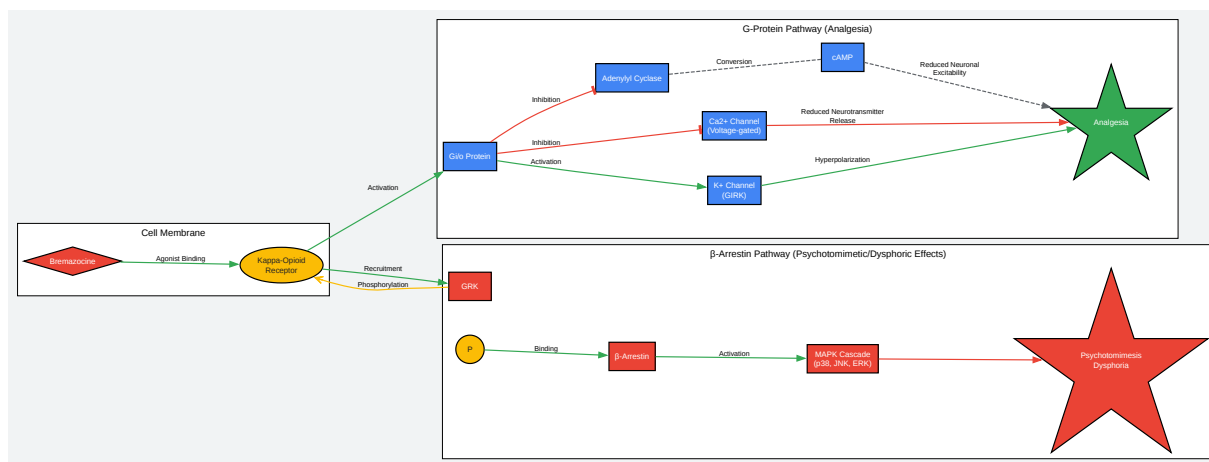 G-Protein Pathway (Analgesia)
Conversion
cAMP
Reduced Neuronal
Excitability
Adenylyl Cyclase
Inhibition
Ca2+ Channel
(Voltage-gated)
Reduced Neurotransmitter
Release
Analgesia
Inhibition
Gi/o Protein
Activation
Hyperpolarization
K+ Channel
(GIRK)
Activation
Cell Membrane
Bremazocine
Agonist Binding
Kappa-Opioid
Receptor
Recruitment
Phosphorylation
β-Arrestin Pathway (Psychotomimetic/Dysphoric Effects)
GRK
P
Binding
β-Arrestin
Activation
MAPK Cascade
(p38, JNK, ERK)
Psychotomimesis
Dysphoria